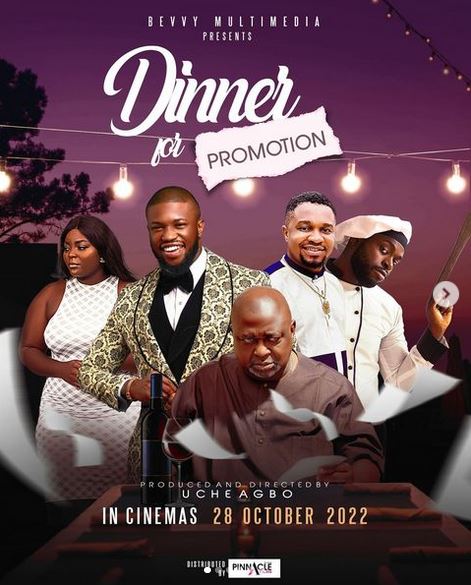 BEVVY MULTIMEDIA
PRESENTS
Dinner
for PROMOTION
PRODUCED AND DIRECTED BY
UCHE AGBO
IN CINEMAS 28 OCTOBER 2022
DISTRIBUTED BY PINNACLE